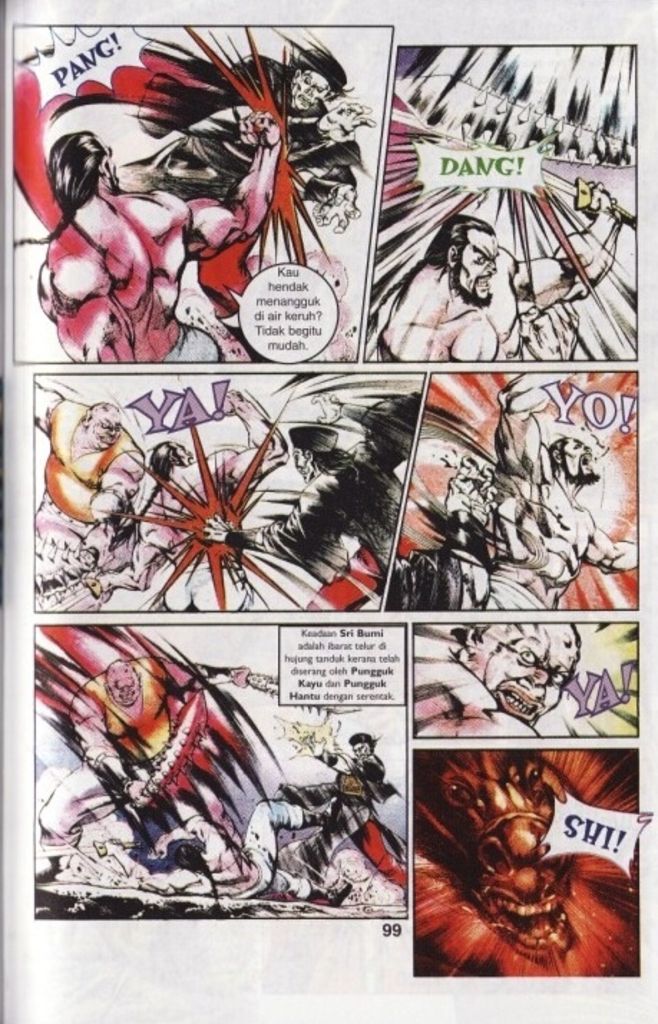 PANG!
Kau
hendak
menangguk
di air keruh?
Tidak begitu
mudah.
DANG!
YA!
YO!
Keadaan Sri Bumi
adalah ibarat telur di
hujung tanduk kerana telah
diserang oleh Pungguk
Kayu dan Pungguk
Hantu dengan serentak.
YA!
SHI!
99